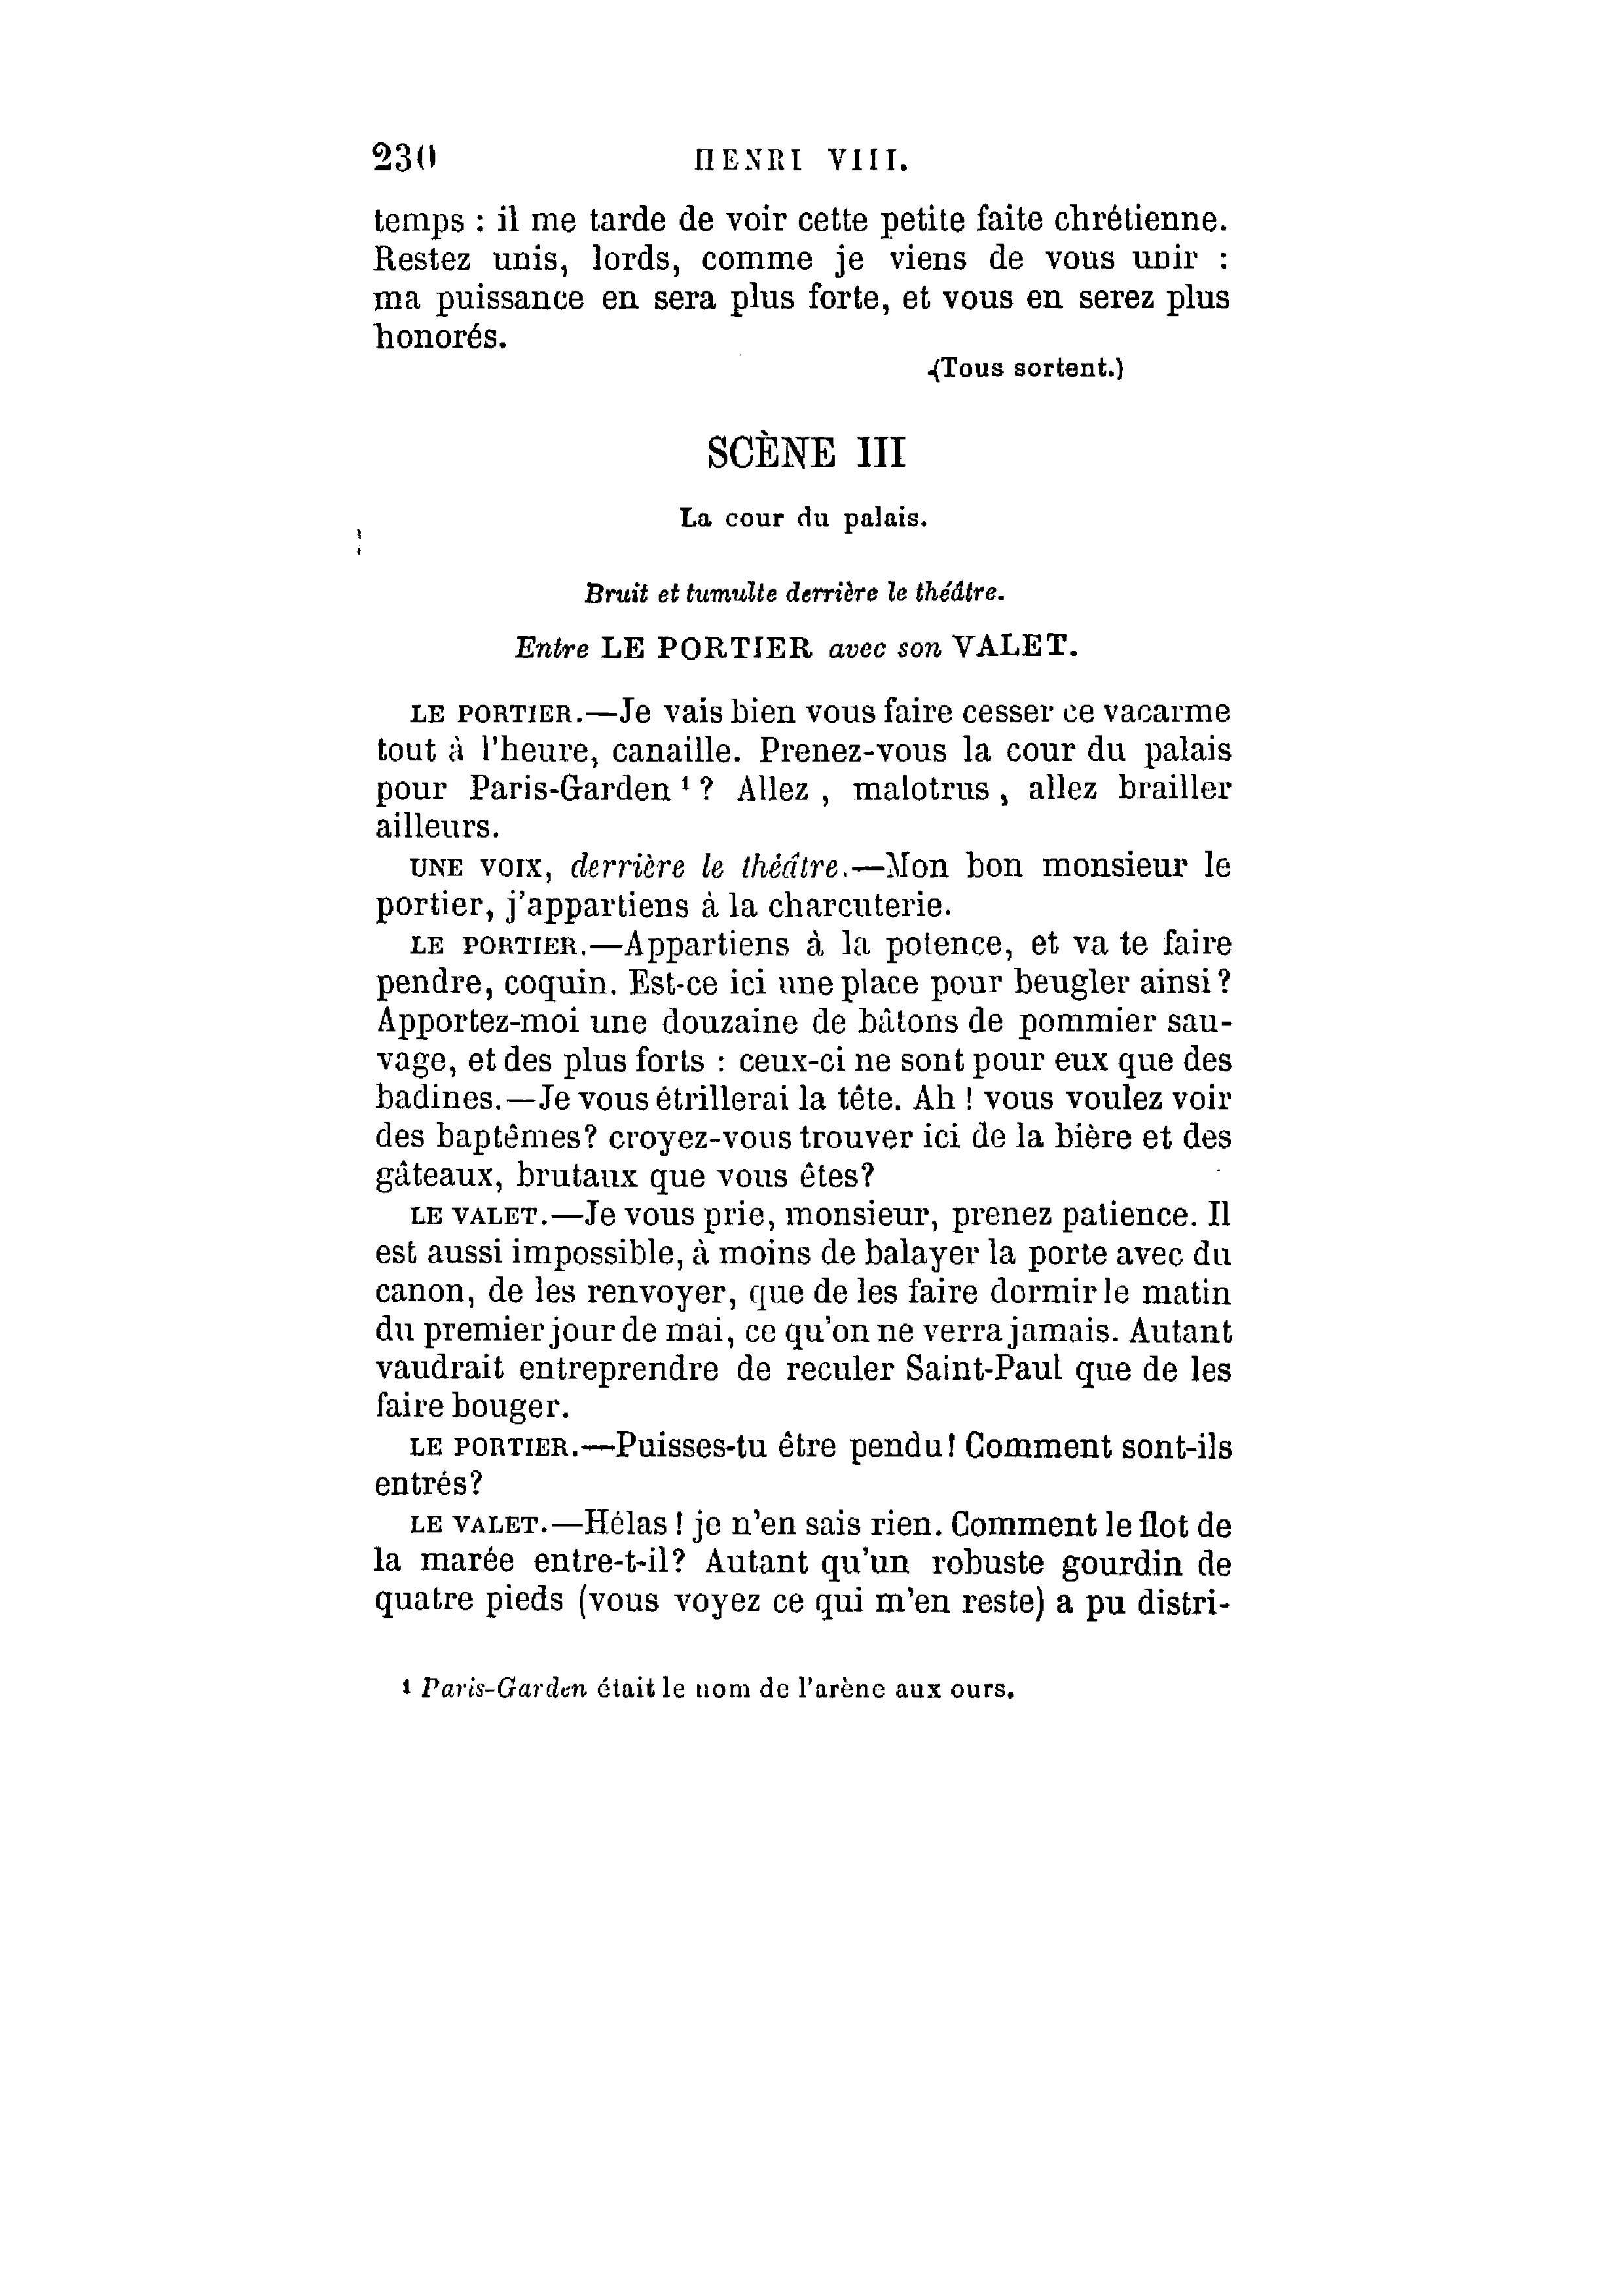 230 HENRI VIII.
temps : il me tarde de voir cette petite faite chrétienne.
Restez unis, lords, comme je viens de vous unir :
ma puissance en sera plus forte, et vous en serez plus
honorés.
(Tous sortent.)
SCÈNE III
La cour du palais.
Bruit et tumulte derrière le théâtre.
Entre LE PORTIER avec son VALET.
LE PORTIER.—Je vais bien vous faire cesser ce vacarme
tout à l'heure, canaille. Prenez-vous la cour du palais
pour Paris-Garden ¹ ? Allez , malotrus , allez brailler
ailleurs.
UNE VOIX, derrière le théâtre.—Mon bon monsieur le
portier, j'appartiens à la charcuterie.
LE PORTIER.—Appartiens à la potence, et va te faire
pendre, coquin. Est-ce ici une place pour beugler ainsi ?
Apportez-moi une douzaine de bâtons de pommier sau-
vage, et des plus forts : ceux-ci ne sont pour eux que des
badines.—Je vous étrillerai la tête. Ah ! vous voulez voir
des baptêmes? croyez-vous trouver ici de la bière et des
gâteaux, brutaux que vous êtes?
LE VALET.—Je vous prie, monsieur, prenez patience. Il
est aussi impossible, à moins de balayer la porte avec du
canon, de les renvoyer, que de les faire dormir le matin
du premier jour de mai, ce qu'on ne verra jamais. Autant
vaudrait entreprendre de reculer Saint-Paul que de les
faire bouger.
LE PORTIER.—Puisses-tu être pendu! Comment sont-ils
entrés?
LE VALET.—Hélas ! je n'en sais rien. Comment le flot de
la marée entre-t-il? Autant qu'un robuste gourdin de
quatre pieds (vous voyez ce qui m'en reste) a pu distri-
¹ Paris-Garden était le nom de l'arène aux ours.